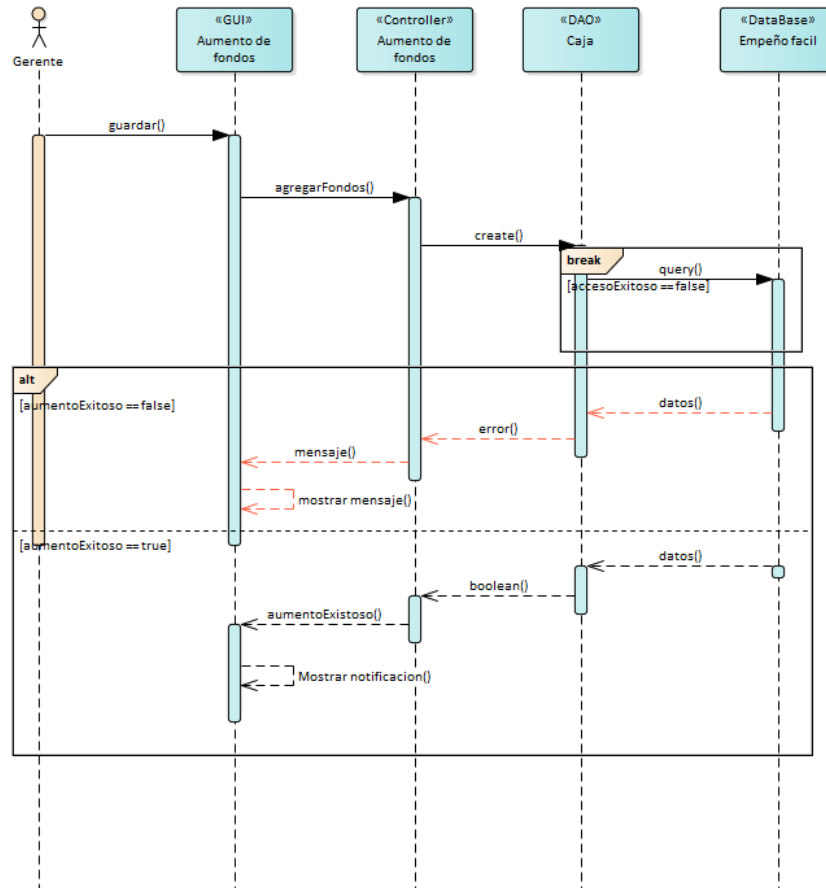 Gerente
«GUI»
Aumento de
fondos
«Controller»
Aumento de
fondos
«DAO»
Caja
«DataBase»
Empeño facil
guardar()
agregarFondos()
create()
break
query()
[accesoExitoso == false]
alt
[aumentoExitoso == false]
datos()
error()
mensaje()
mostrar mensaje()
[aumentoExitoso == true]
datos()
boolean()
aumentoExistoso()
Mostrar notificacion()